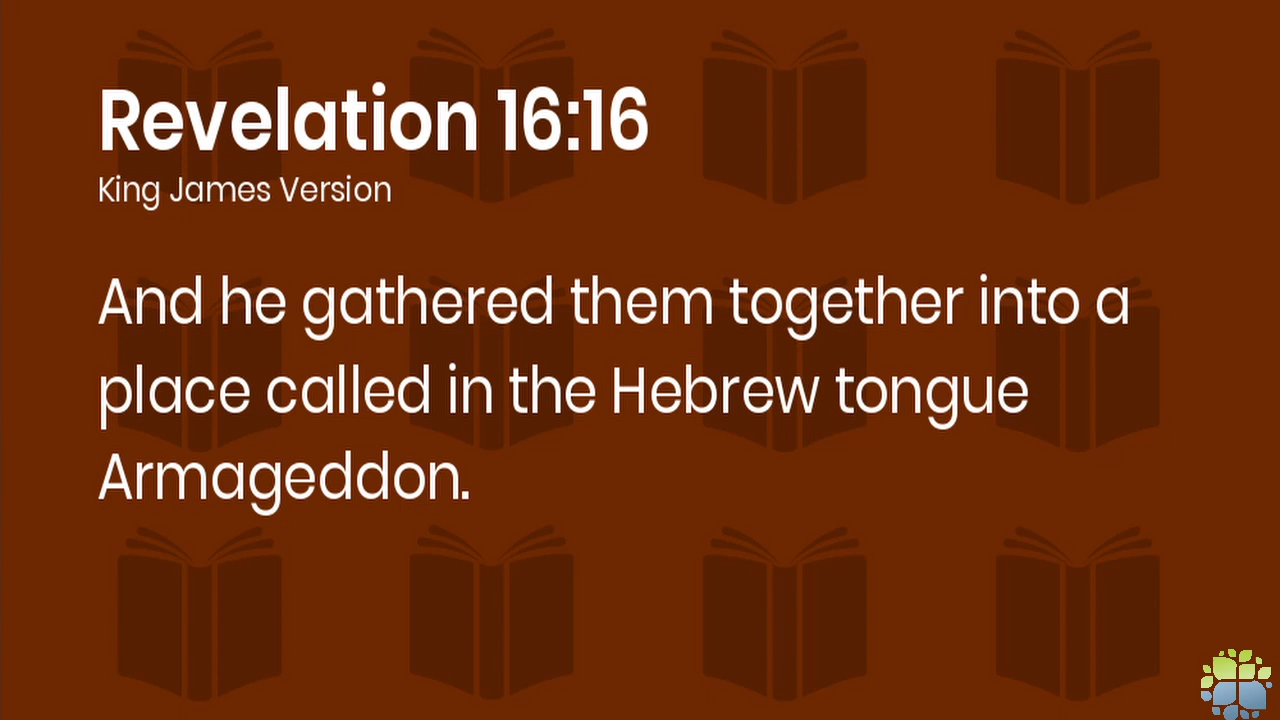 Revelation 16:16
King James Version
And he gathered them together into a
place called in the Hebrew tongue
Armageddon.